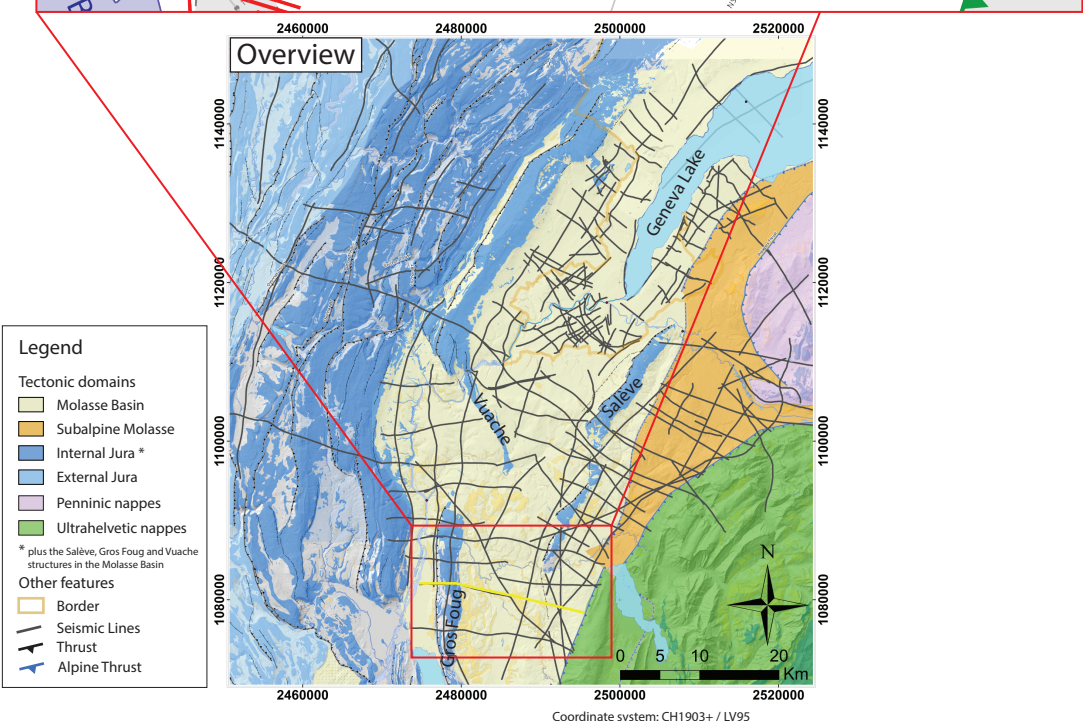 P
NS
2460000 2480000 2500000 2520000
Overview
1140000
1140000
Geneva Lake
1120000
1120000
Legend
Tectonic domains
Molasse Basin
Subalpine Molasse
Internal Jura *
External Jura
Penninic nappes
Ultrahelvetic nappes
* plus the Salève, Gros Foug and Vuache
structures in the Molasse Basin
Other features
Border
Seismic Lines
Thrust
Alpine Thrust
Salève
Vuache
1100000
1100000
N
1080000
1080000
Gros Foug
0 5 10 20
Km
2460000 2480000 2500000 2520000
Coordinate system: CH1903+ / LV95